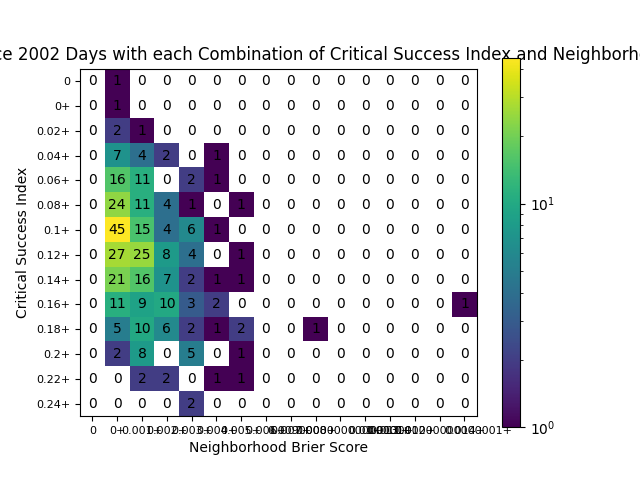 ce 2002 Days with each Combination of Critical Success Index and Neighborho
0 0 1 0 0 0 0 0 0 0 0 0 0 0 0 0 0
0+ 0 1 0 0 0 0 0 0 0 0 0 0 0 0 0 0
0.02+ 0 2 1 0 0 0 0 0 0 0 0 0 0 0 0 0
0.04+ 0 7 4 2 0 1 0 0 0 0 0 0 0 0 0 0
0.06+ 0 16 11 0 2 1 0 0 0 0 0 0 0 0 0 0
0.08+ 0 24 11 4 1 0 1 0 0 0 0 0 0 0 0 0
0.1+ 0 45 15 4 6 1 0 0 0 0 0 0 0 0 0 0
0.12+ 0 27 25 8 4 0 1 0 0 0 0 0 0 0 0 0
0.14+ 0 21 16 7 2 1 1 0 0 0 0 0 0 0 0 0
0.16+ 0 11 9 10 3 2 0 0 0 0 0 0 0 0 0 1
0.18+ 0 5 10 6 2 1 2 0 0 1 0 0 0 0 0 0
0.2+ 0 2 8 0 5 0 1 0 0 0 0 0 0 0 0 0
0.22+ 0 0 2 2 0 1 1 0 0 0 0 0 0 0 0 0
0.24+ 0 0 0 0 2 0 0 0 0 0 0 0 0 0 0 0
Critical Success Index
0 0+
Neighborhood Brier Score
10¹
10⁰